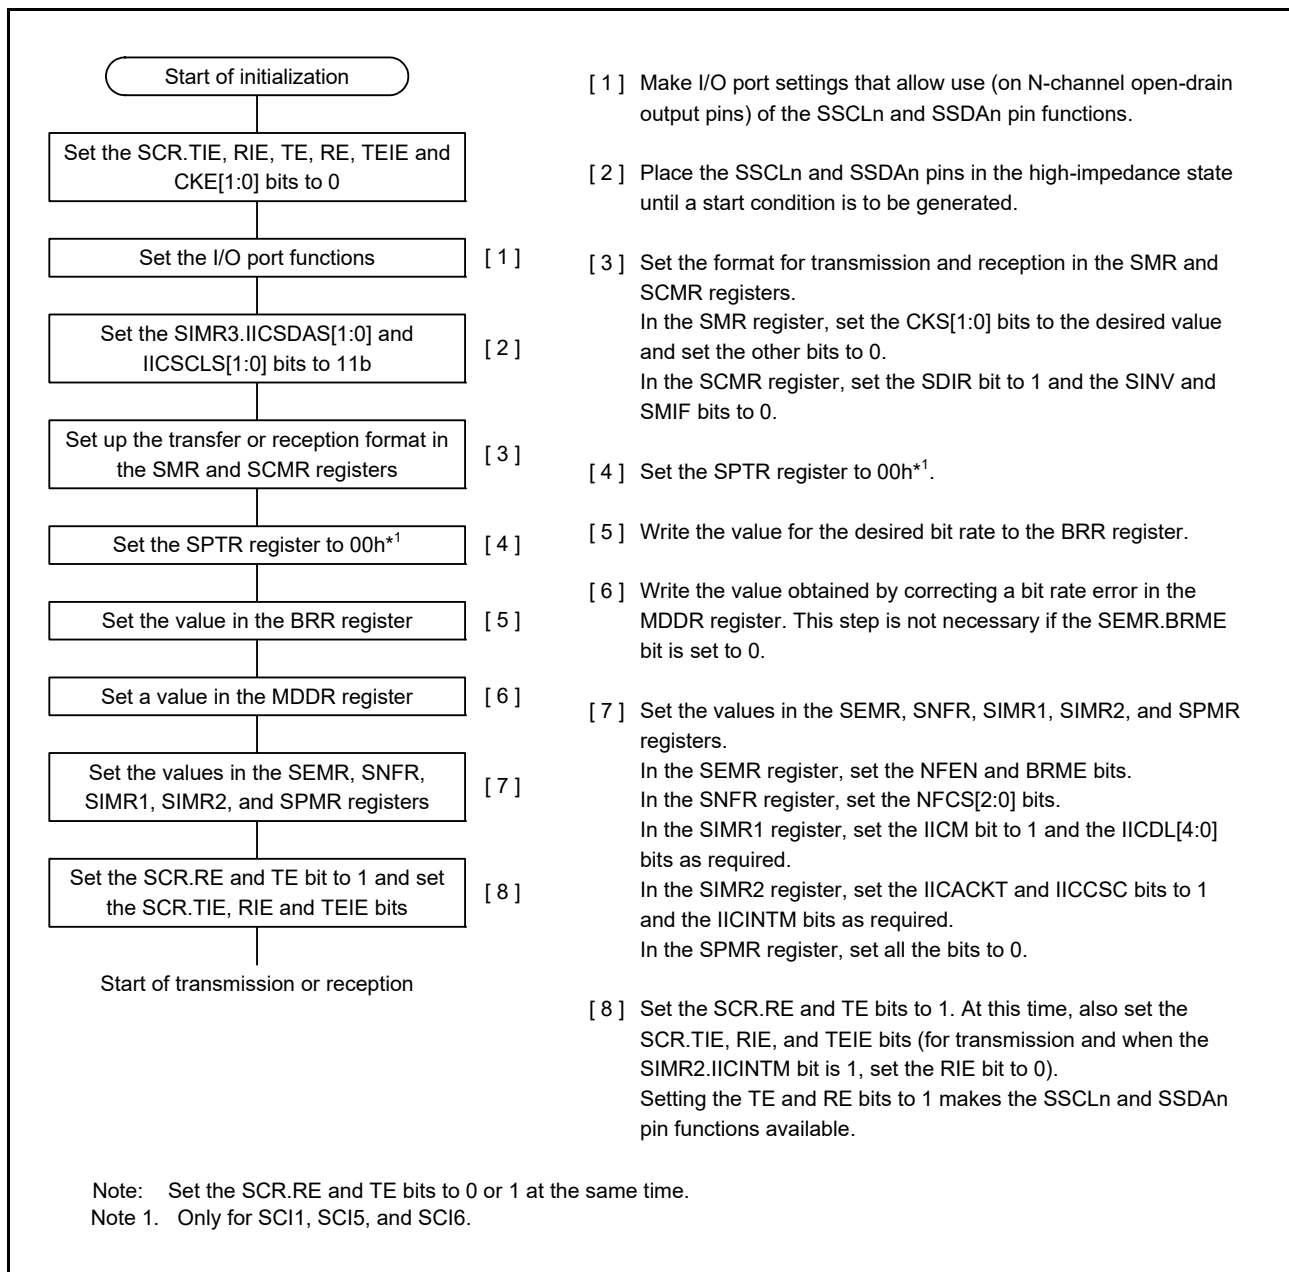 Start of initialization
Set the SCR.TIE, RIE, TE, RE, TEIE and
CKE[1:0] bits to 0
Set the I/O port functions
[ 1 ]
Set the SIMR3.IICSDAS[1:0] and
IICSCLS[1:0] bits to 11b
[ 2 ]
Set up the transfer or reception format in
the SMR and SCMR registers
[ 3 ]
Set the SPTR register to 00h*1
[ 4 ]
Set the value in the BRR register
[ 5 ]
Set a value in the MDDR register
[ 6 ]
Set the values in the SEMR, SNFR,
SIMR1, SIMR2, and SPMR registers
[ 7 ]
Set the SCR.RE and TE bit to 1 and set
the SCR.TIE, RIE and TEIE bits
[ 8 ]
Start of transmission or reception
[ 1 ] Make I/O port settings that allow use (on N-channel open-drain
output pins) of the SSCLn and SSDAn pin functions.
[ 2 ] Place the SSCLn and SSDAn pins in the high-impedance state
until a start condition is to be generated.
[ 3 ] Set the format for transmission and reception in the SMR and
SCMR registers.
In the SMR register, set the CKS[1:0] bits to the desired value
and set the other bits to 0.
In the SCMR register, set the SDIR bit to 1 and the SINV and
SMIF bits to 0.
[ 4 ] Set the SPTR register to 00h*1.
[ 5 ] Write the value for the desired bit rate to the BRR register.
[ 6 ] Write the value obtained by correcting a bit rate error in the
MDDR register. This step is not necessary if the SEMR.BRME
bit is set to 0.
[ 7 ] Set the values in the SEMR, SNFR, SIMR1, SIMR2, and SPMR
registers.
In the SEMR register, set the NFEN and BRME bits.
In the SNFR register, set the NFCS[2:0] bits.
In the SIMR1 register, set the IICM bit to 1 and the IICDL[4:0]
bits as required.
In the SIMR2 register, set the IICACKT and IICCSC bits to 1
and the IICINTM bits as required.
In the SPMR register, set all the bits to 0.
[ 8 ] Set the SCR.RE and TE bits to 1. At this time, also set the
SCR.TIE, RIE, and TEIE bits (for transmission and when the
SIMR2.IICINTM bit is 1, set the RIE bit to 0).
Setting the TE and RE bits to 1 makes the SSCLn and SSDAn
pin functions available.
Note: Set the SCR.RE and TE bits to 0 or 1 at the same time.
Note 1. Only for SCI1, SCI5, and SCI6.